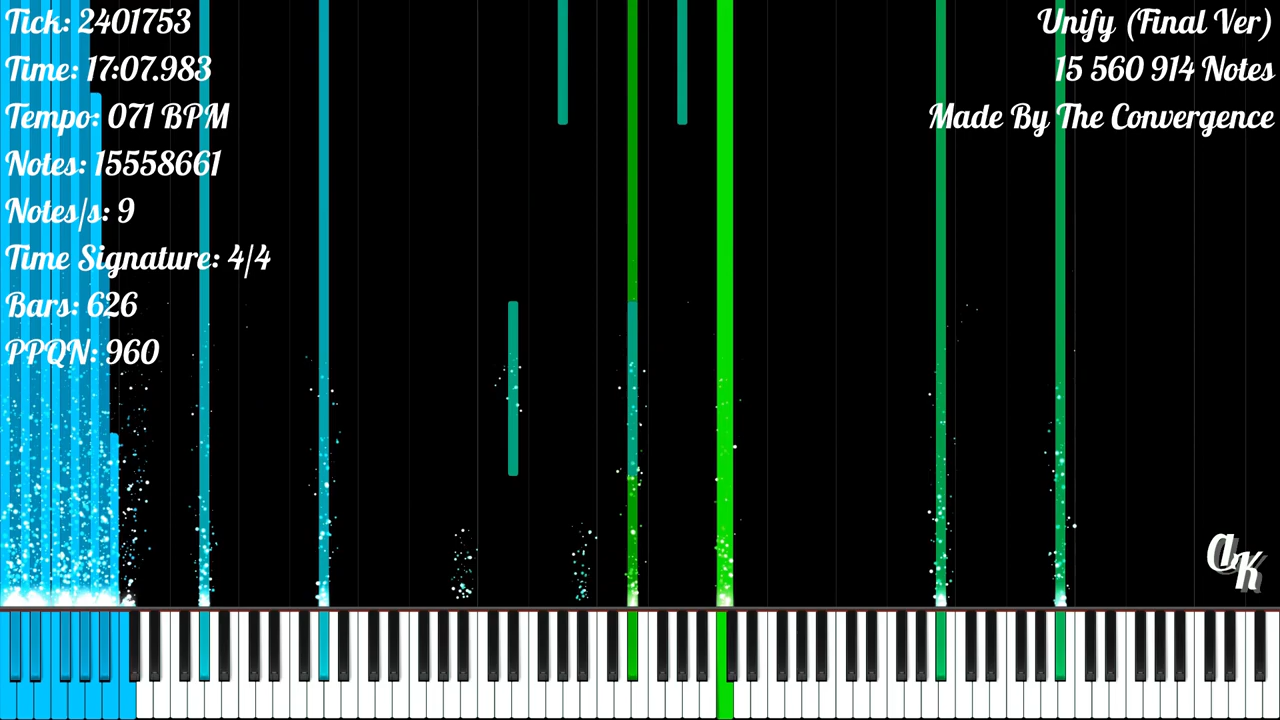 Tick: 2401753
Time: 17:07.983
Tempo: 071 BPM
Notes: 15558661
Notes/s: 9
Time Signature: 4/4
Bars: 626
PPQN: 960
Unify (Final Ver)
15 560 914 Notes
Made By The Convergence
aK